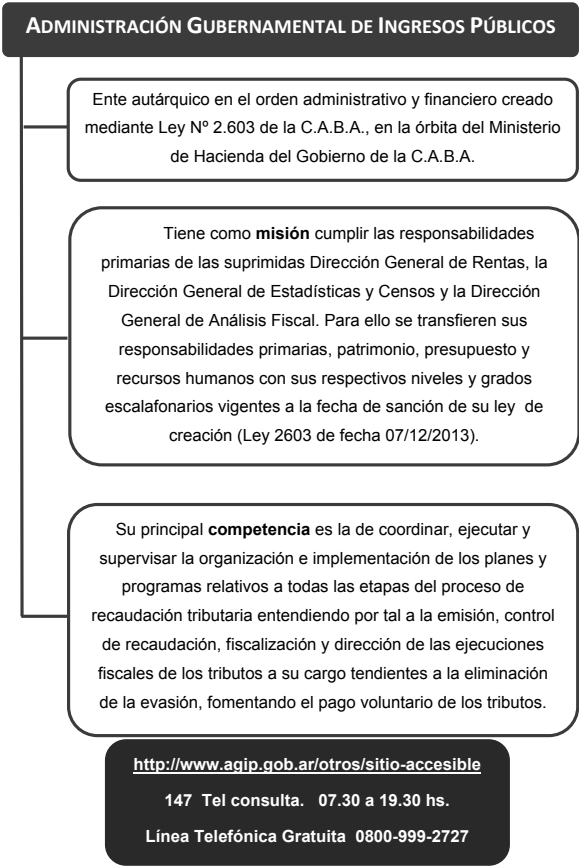 ADMINISTRACIÓN GUBERNAMENTAL DE INGRESOS PÚBLICOS
Ente autárquico en el orden administrativo y financiero creado
mediante Ley Nº 2.603 de la C.A.B.A., en la órbita del Ministerio
de Hacienda del Gobierno de la C.A.B.A.
Tiene como misión cumplir las responsabilidades
primarias de las suprimidas Dirección General de Rentas, la
Dirección General de Estadísticas y Censos y la Dirección
General de Análisis Fiscal. Para ello se transfieren sus
responsabilidades primarias, patrimonio, presupuesto y
recursos humanos con sus respectivos niveles y grados
escalafonarios vigentes a la fecha de sanción de su ley de
creación (Ley 2603 de fecha 07/12/2013).
Su principal competencia es la de coordinar, ejecutar y
supervisar la organización e implementación de los planes y
programas relativos a todas las etapas del proceso de
recaudación tributaria entendiendo por tal a la emisión, control
de recaudación, fiscalización y dirección de las ejecuciones
fiscales de los tributos a su cargo tendientes a la eliminación
de la evasión, fomentando el pago voluntario de los tributos.
http://www.agip.gob.ar/otros/sitio-accesible
147 Tel consulta. 07.30 a 19.30 hs.
Línea Telefónica Gratuita 0800-999-2727